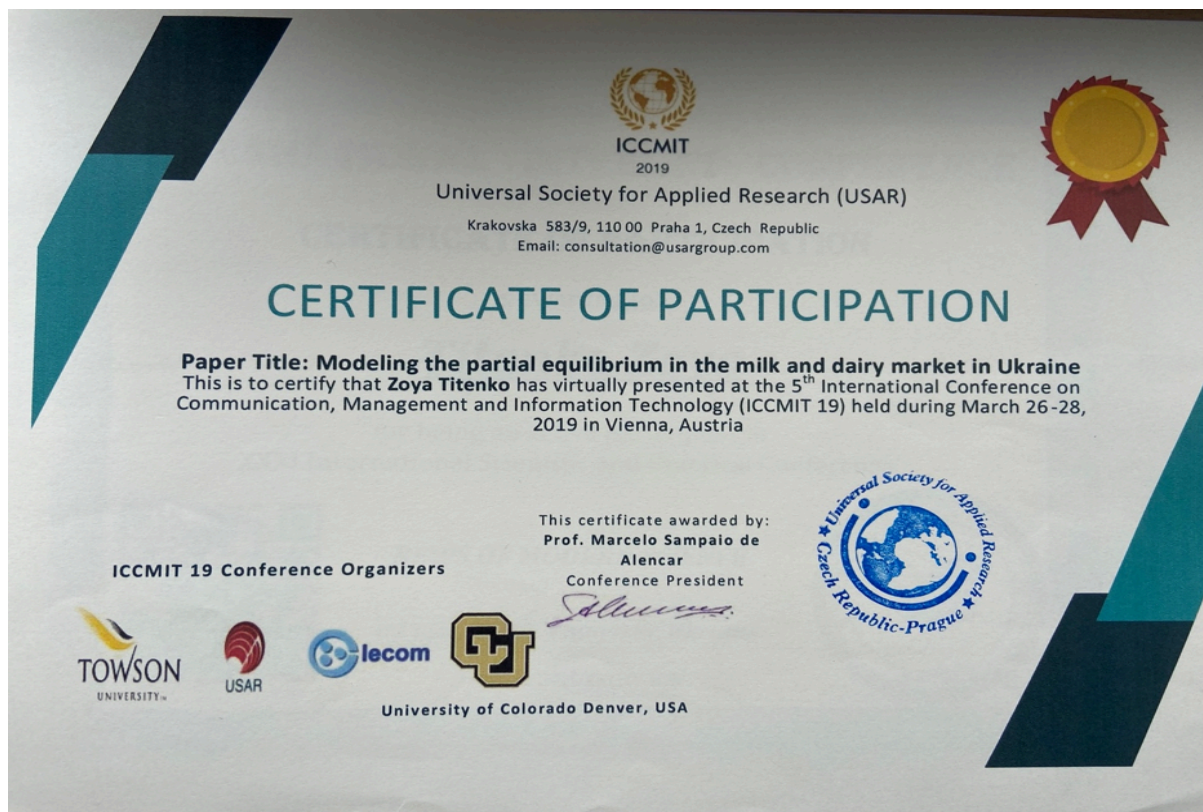 ICCMIT
2019
Universal Society for Applied Research (USAR)
Krakovska 583/9, 110 00 Praha 1, Czech Republic
Email: consultation@usargroup.com
CERTIFICATE OF PARTICIPATION
Paper Title: Modeling the partial equilibrium in the milk and dairy market in Ukraine
This is to certify that Zoya Titenko has virtually presented at the 5th International Conference on
Communication, Management and Information Technology (ICCMIT 19) held during March 26-28,
2019 in Vienna, Austria
This certificate awarded by:
Prof. Marcelo Sampaio de
Alencar
Conference President
Universal Society for Applied Research
Czech Republic-Prague
ICCMIT 19 Conference Organizers
TOWSON
UNIVERSITY
USAR
lecom
CU
University of Colorado Denver, USA